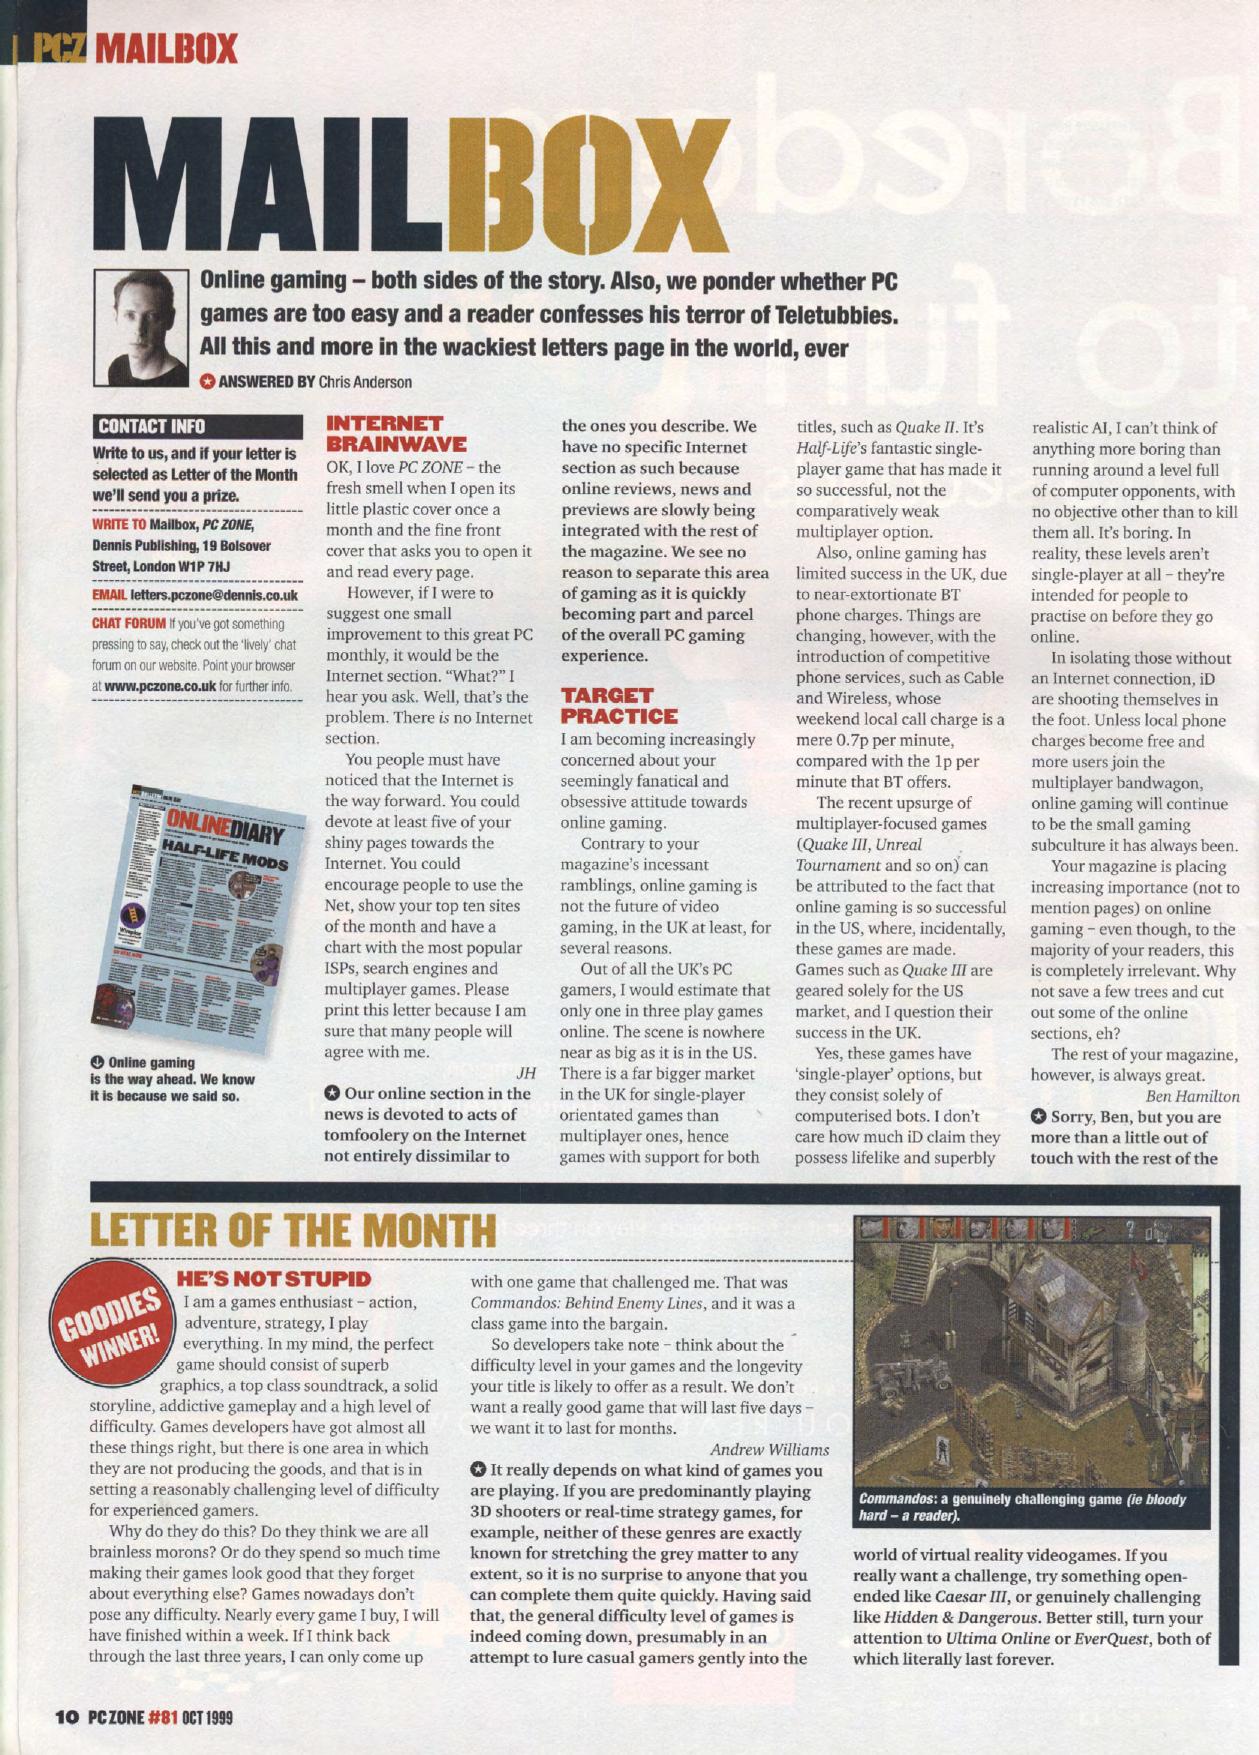 PCZ MAILBOX
MAILBOX
Online gaming – both sides of the story. Also, we ponder whether PC
games are too easy and a reader confesses his terror of Teletubbies.
All this and more in the wackiest letters page in the world, ever
ANSWERED BY Chris Anderson
CONTACT INFO
Write to us, and if your letter is
selected as Letter of the Month
we'll send you a prize.
WRITE TO Mailbox, PC ZONE,
Dennis Publishing, 19 Bolsover
Street, London W1P 7HJ
EMAIL letters.pczone@dennis.co.uk
CHAT FORUM If you've got something
pressing to say, check out the 'lively' chat
forum on our website. Point your browser
at www.pczone.co.uk for further info.
ONLINEDIARY
HALF-LIFE MODS
Online gaming
is the way ahead. We know
it is because we said so.
INTERNET
BRAINWAVE
OK, I love PC ZONE – the
fresh smell when I open its
little plastic cover once a
month and the fine front
cover that asks you to open it
and read every page.
However, if I were to
suggest one small
improvement to this great PC
monthly, it would be the
Internet section. "What?" I
hear you ask. Well, that's the
problem. There is no Internet
section.
You people must have
noticed that the Internet is
the way forward. You could
devote at least five of your
shiny pages towards the
Internet. You could
encourage people to use the
Net, show your top ten sites
of the month and have a
chart with the most popular
ISPs, search engines and
multiplayer games. Please
print this letter because I am
sure that many people will
agree with me.
JH
Our online section in the
news is devoted to acts of
tomfoolery on the Internet
not entirely dissimilar to
the ones you describe. We
have no specific Internet
section as such because
online reviews, news and
previews are slowly being
integrated with the rest of
the magazine. We see no
reason to separate this area
of gaming as it is quickly
becoming part and parcel
of the overall PC gaming
experience.
TARGET
PRACTICE
I am becoming increasingly
concerned about your
seemingly fanatical and
obsessive attitude towards
online gaming.
Contrary to your
magazine's incessant
ramblings, online gaming is
not the future of video
gaming, in the UK at least, for
several reasons.
Out of all the UK's PC
gamers, I would estimate that
only one in three play games
online. The scene is nowhere
near as big as it is in the US.
There is a far bigger market
in the UK for single-player
orientated games than
multiplayer ones, hence
games with support for both
titles, such as Quake II. It's
Half-Life's fantastic single-
player game that has made it
so successful, not the
comparatively weak
multiplayer option.
Also, online gaming has
limited success in the UK, due
to near-extortionate BT
phone charges. Things are
changing, however, with the
introduction of competitive
phone services, such as Cable
and Wireless, whose
weekend local call charge is a
mere 0.7p per minute,
compared with the 1p per
minute that BT offers.
The recent upsurge of
multiplayer-focused games
(Quake III, Unreal
Tournament and so on) can
be attributed to the fact that
online gaming is so successful
in the US, where, incidentally,
these games are made.
Games such as Quake III are
geared solely for the US
market, and I question their
success in the UK.
Yes, these games have
'single-player' options, but
they consist solely of
computerised bots. I don't
care how much iD claim they
possess lifelike and superbly
realistic AI, I can't think of
anything more boring than
running around a level full
of computer opponents, with
no objective other than to kill
them all. It's boring. In
reality, these levels aren't
single-player at all – they're
intended for people to
practise on before they go
online.
In isolating those without
an Internet connection, iD
are shooting themselves in
the foot. Unless local phone
charges become free and
more users join the
multiplayer bandwagon,
online gaming will continue
to be the small gaming
subculture it has always been.
Your magazine is placing
increasing importance (not to
mention pages) on online
gaming – even though, to the
majority of your readers, this
is completely irrelevant. Why
not save a few trees and cut
out some of the online
sections, eh?
The rest of your magazine,
however, is always great.
Ben Hamilton
Sorry, Ben, but you are
more than a little out of
touch with the rest of the
LETTER OF THE MONTH
GOODIES
WINNER!
HE'S NOT STUPID
I am a games enthusiast – action,
adventure, strategy, I play
everything. In my mind, the perfect
game should consist of superb
graphics, a top class soundtrack, a solid
storyline, addictive gameplay and a high level of
difficulty. Games developers have got almost all
these things right, but there is one area in which
they are not producing the goods, and that is in
setting a reasonably challenging level of difficulty
for experienced gamers.
Why do they do this? Do they think we are all
brainless morons? Or do they spend so much time
making their games look good that they forget
about everything else? Games nowadays don't
pose any difficulty. Nearly every game I buy, I will
have finished within a week. If I think back
through the last three years, I can only come up
with one game that challenged me. That was
Commandos: Behind Enemy Lines, and it was a
class game into the bargain.
So developers take note – think about the
difficulty level in your games and the longevity
your title is likely to offer as a result. We don't
want a really good game that will last five days –
we want it to last for months.
Andrew Williams
It really depends on what kind of games you
are playing. If you are predominantly playing
3D shooters or real-time strategy games, for
example, neither of these genres are exactly
known for stretching the grey matter to any
extent, so it is no surprise to anyone that you
can complete them quite quickly. Having said
that, the general difficulty level of games is
indeed coming down, presumably in an
attempt to lure casual gamers gently into the
Commandos: a genuinely challenging game (ie bloody
hard – a reader).
world of virtual reality videogames. If you
really want a challenge, try something open-
ended like Caesar III, or genuinely challenging
like Hidden & Dangerous. Better still, turn your
attention to Ultima Online or EverQuest, both of
which literally last forever.
10 PC ZONE #81 OCT 1999